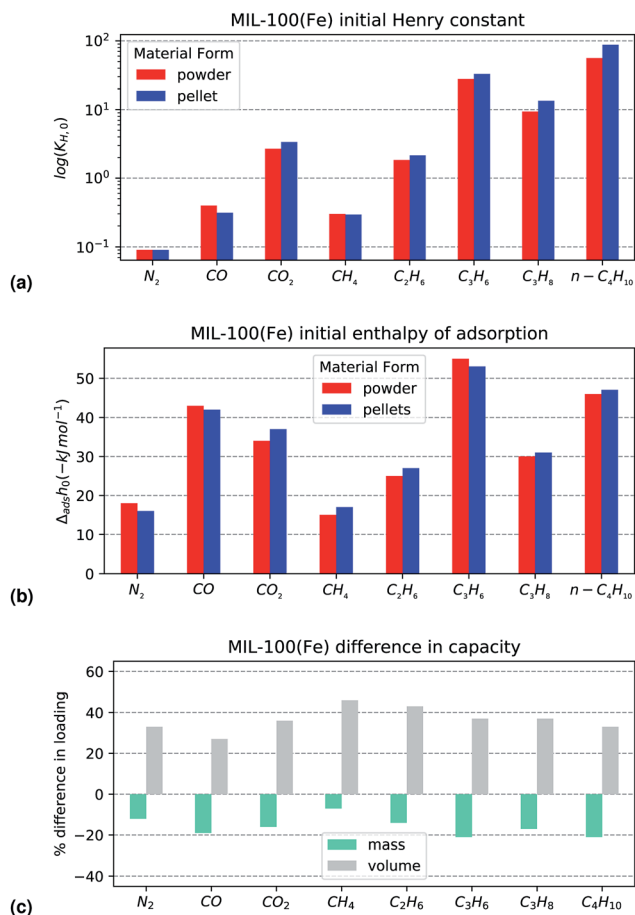 MIL-100(Fe) initial Henry constant
Material Form
powder
pellet
log(K_{H,0})
10²
10¹
10⁰
10⁻¹
N₂ CO CO₂ CH₄ C₂H₆ C₃H₆ C₃H₈ n − C₄H₁₀
(a)
MIL-100(Fe) initial enthalpy of adsorption
Material Form
powder
pellets
Δ_{ads}h₀(−kJmol⁻¹)
50
40
30
20
10
0
N₂ CO CO₂ CH₄ C₂H₆ C₃H₆ C₃H₈ n − C₄H₁₀
(b)
MIL-100(Fe) difference in capacity
% difference in loading
60
40
20
0
−20
−40
mass
volume
N₂ CO CO₂ CH₄ C₂H₆ C₃H₆ C₃H₈ C₄H₁₀
(c)